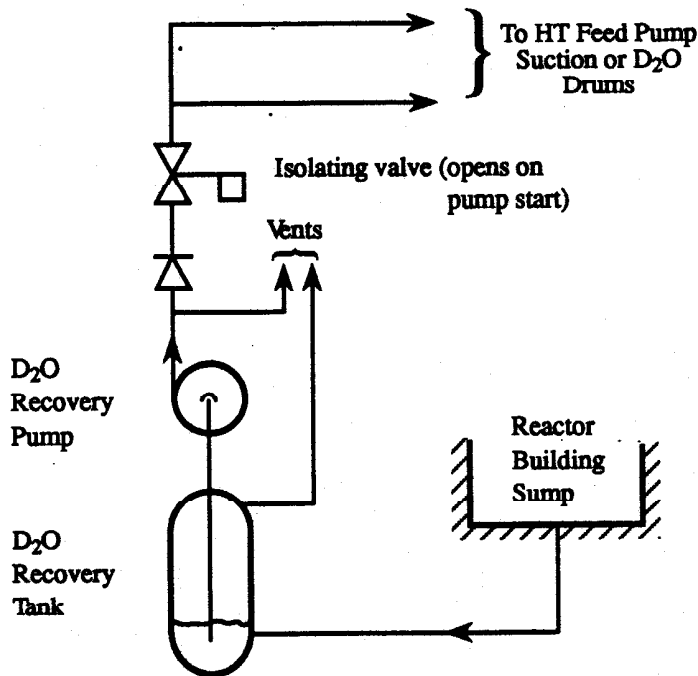 To HT Feed Pump
Suction or D₂O
Drums
Isolating valve (opens on
pump start)
Vents
D₂O
Recovery
Pump
Reactor
Building
Sump
D₂O
Recovery
Tank